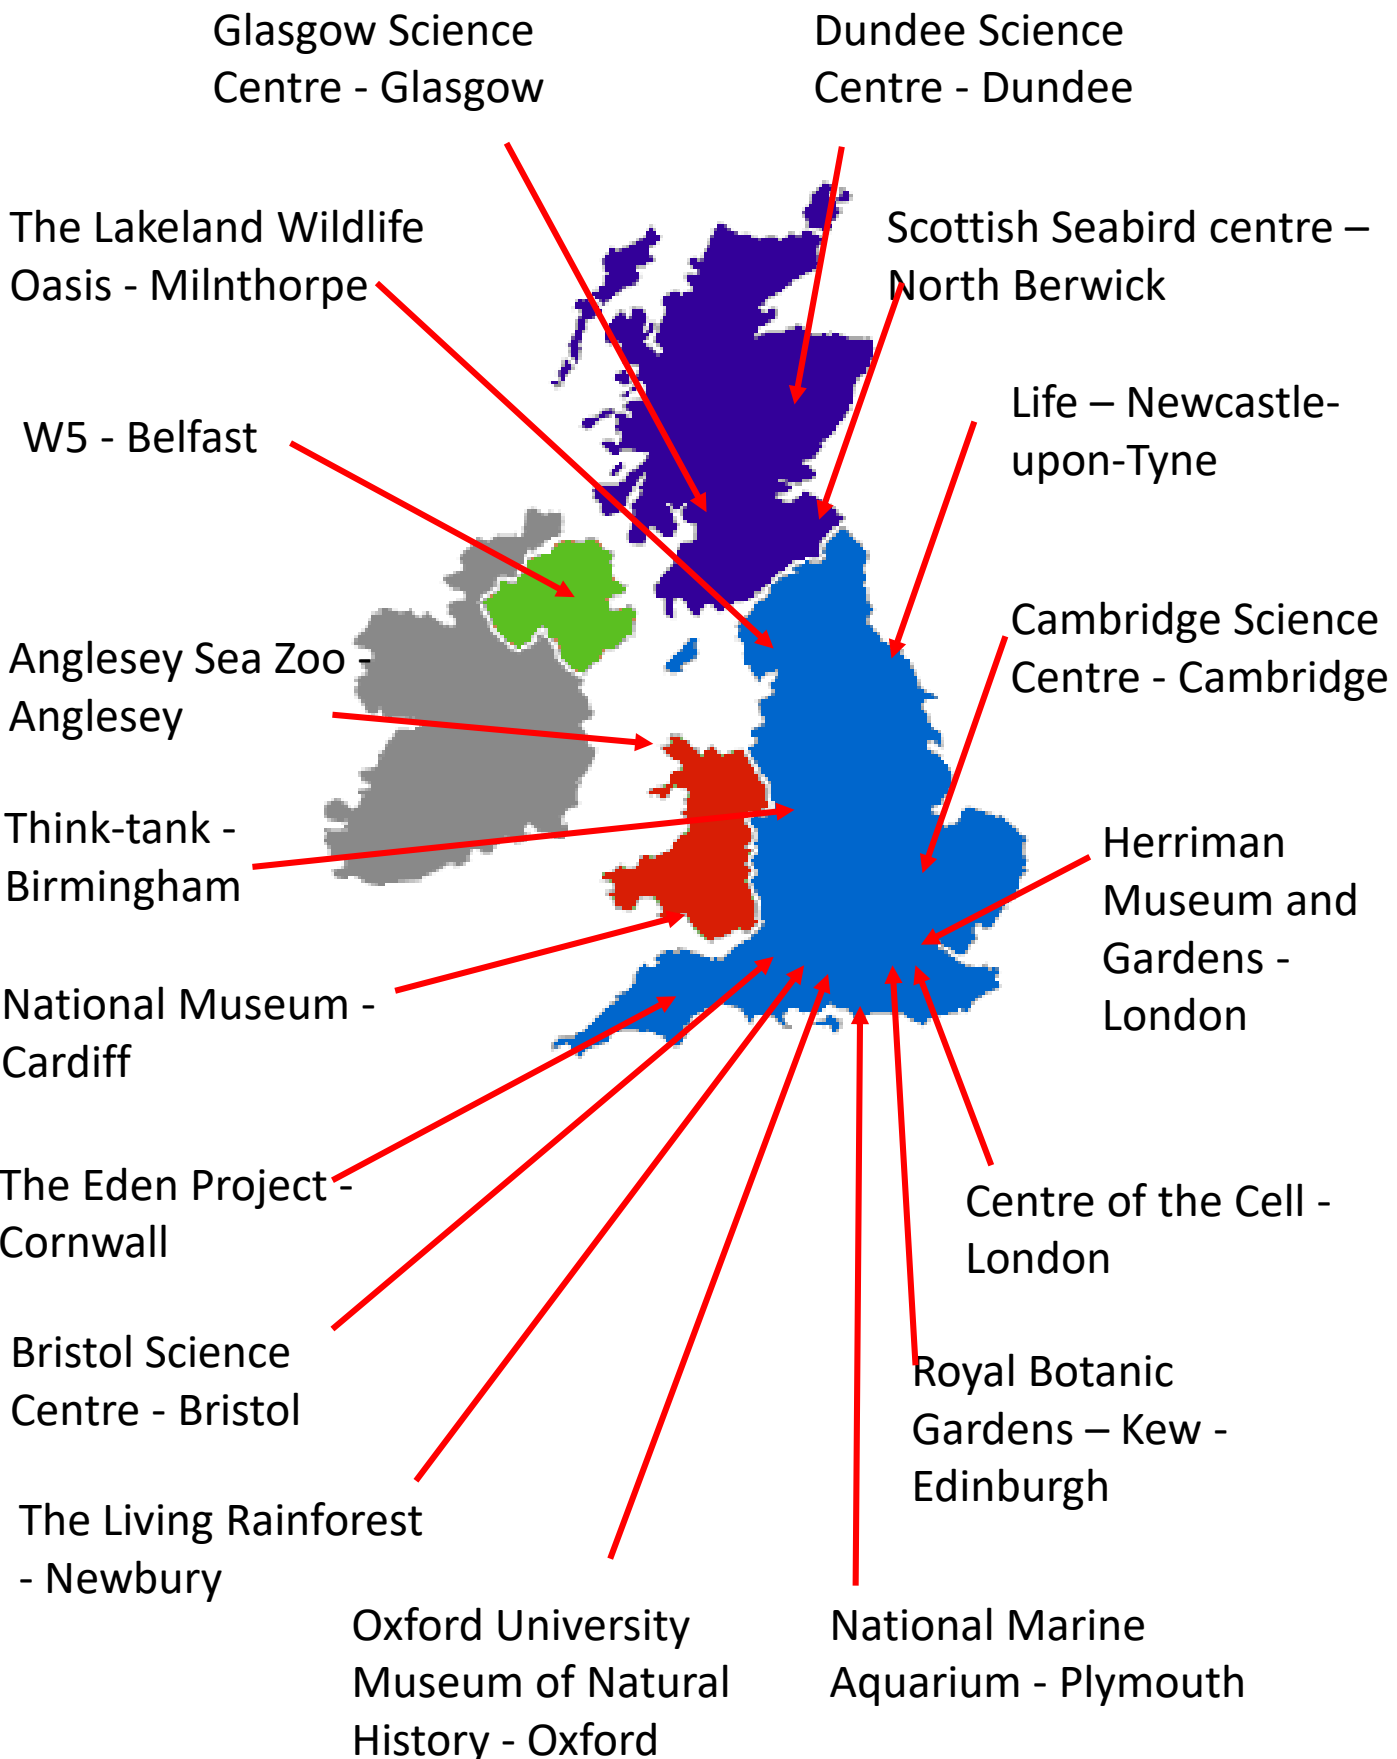 Glasgow Science
Centre - Glasgow
Dundee Science
Centre - Dundee
The Lakeland Wildlife
Oasis - Milnthorpe
Scottish Seabird centre –
North Berwick
W5 - Belfast
Life – Newcastle-
upon-Tyne
Anglesey Sea Zoo -
Anglesey
Cambridge Science
Centre - Cambridge
Think-tank -
Birmingham
Herriman
Museum and
Gardens -
London
National Museum -
Cardiff
The Eden Project -
Cornwall
Centre of the Cell -
London
Bristol Science
Centre - Bristol
Royal Botanic
Gardens – Kew -
Edinburgh
The Living Rainforest
- Newbury
Oxford University
Museum of Natural
History - Oxford
National Marine
Aquarium - Plymouth